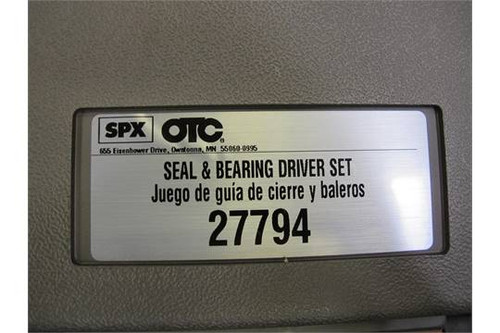 SPX OTC®
655 Eisenhower Drive, Owatonna, MN 55060-0995
SEAL & BEARING DRIVER SET
Juego de guía de cierre y baleros
27794